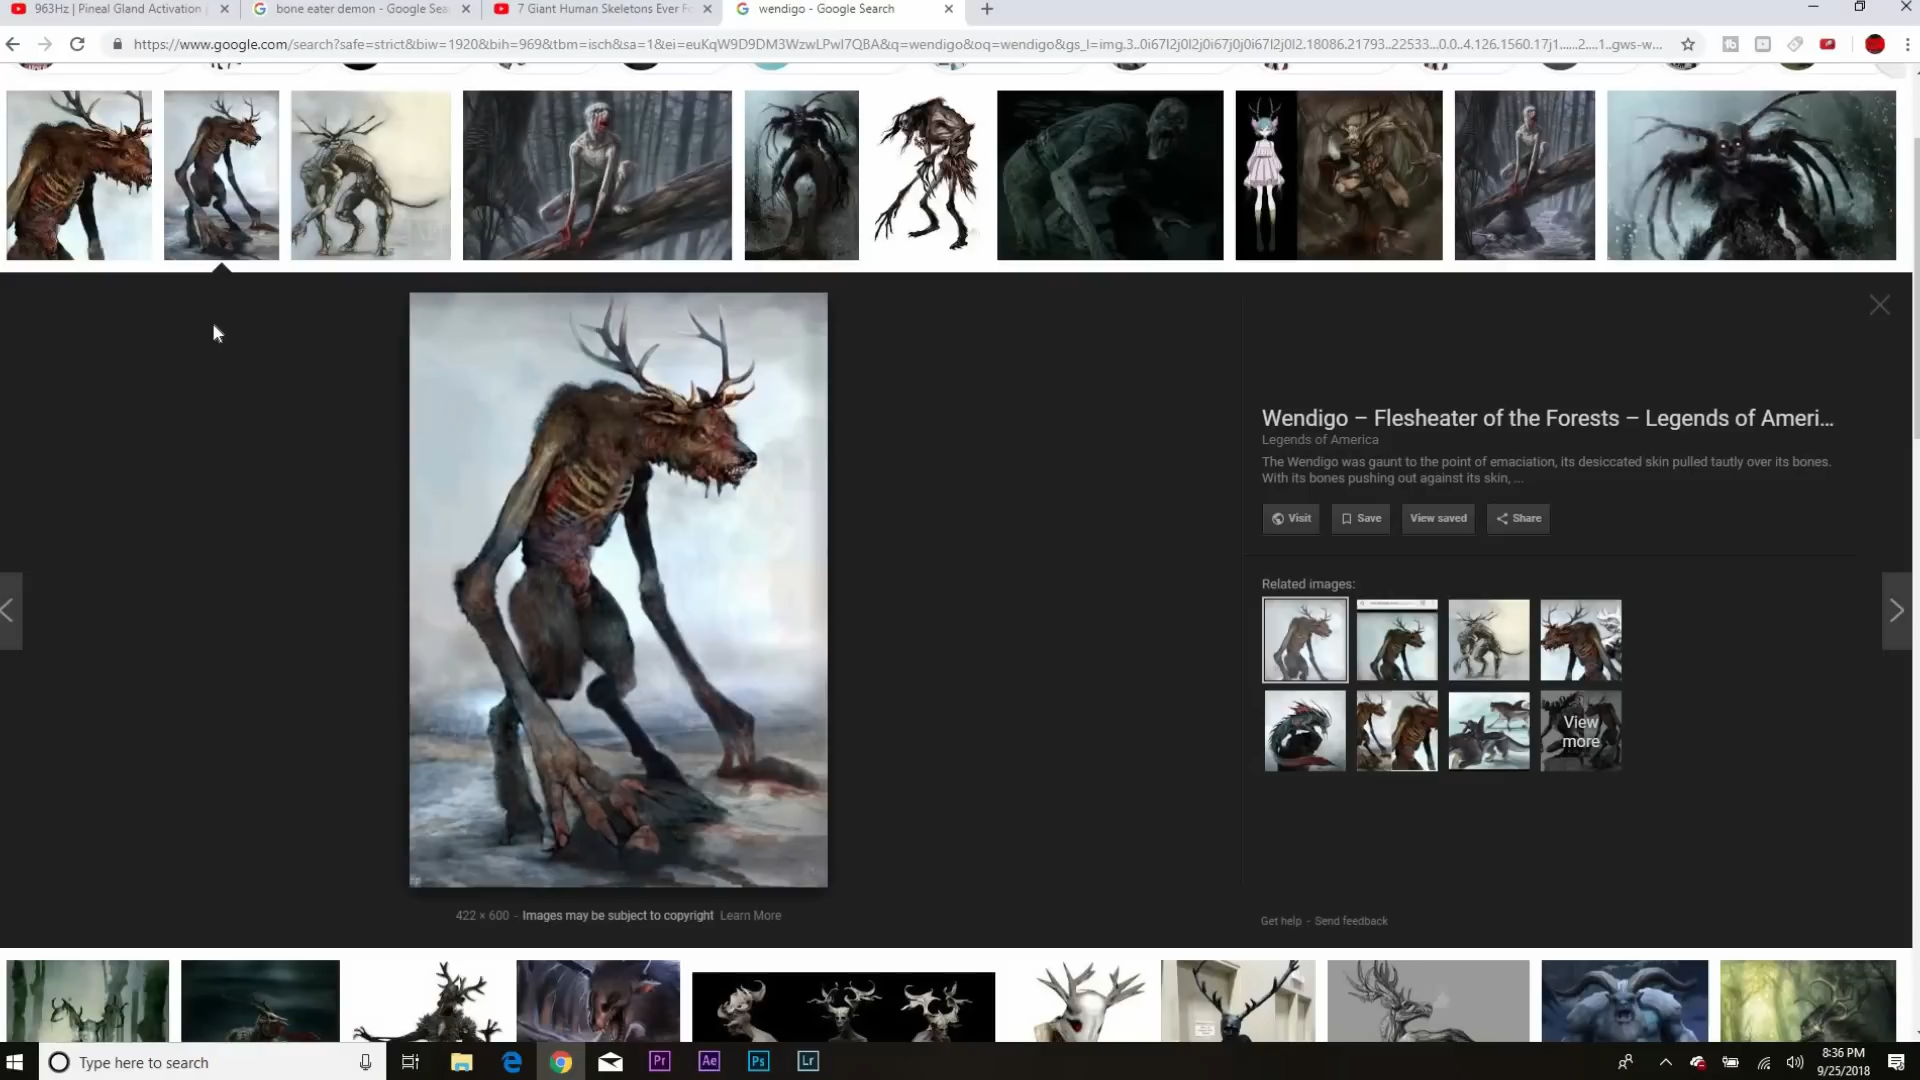 963Hz | Pineal Gland Activation
bone eater demon - Google Sea
7 Giant Human Skeletons Ever Fo
wendigo - Google Search
https://www.google.com/search?safe=strict&biw=1920&bih=969&tbm=isch&sa=1&ei=euKqW9D9DM3WzwLPwI7QBA&q=wendigo&oq=wendigo&gs_l=img.3..0i67l2j0l2j0i67j0j0i67l2j0l2.18086.21793..22533...0.0..4.126.1560.17j1......2....1..gws-w...
Wendigo – Flesheater of the Forests – Legends of Ameri...
Legends of America
The Wendigo was gaunt to the point of emaciation, its desiccated skin pulled tautly over its bones.
With its bones pushing out against its skin, ...
Visit
Save
View saved
Share
Related images:
View
more
422 × 600 - Images may be subject to copyright Learn More
Get help - Send feedback
Type here to search
Pr
Ae
Ps
Lr
8:36 PM
9/25/2018